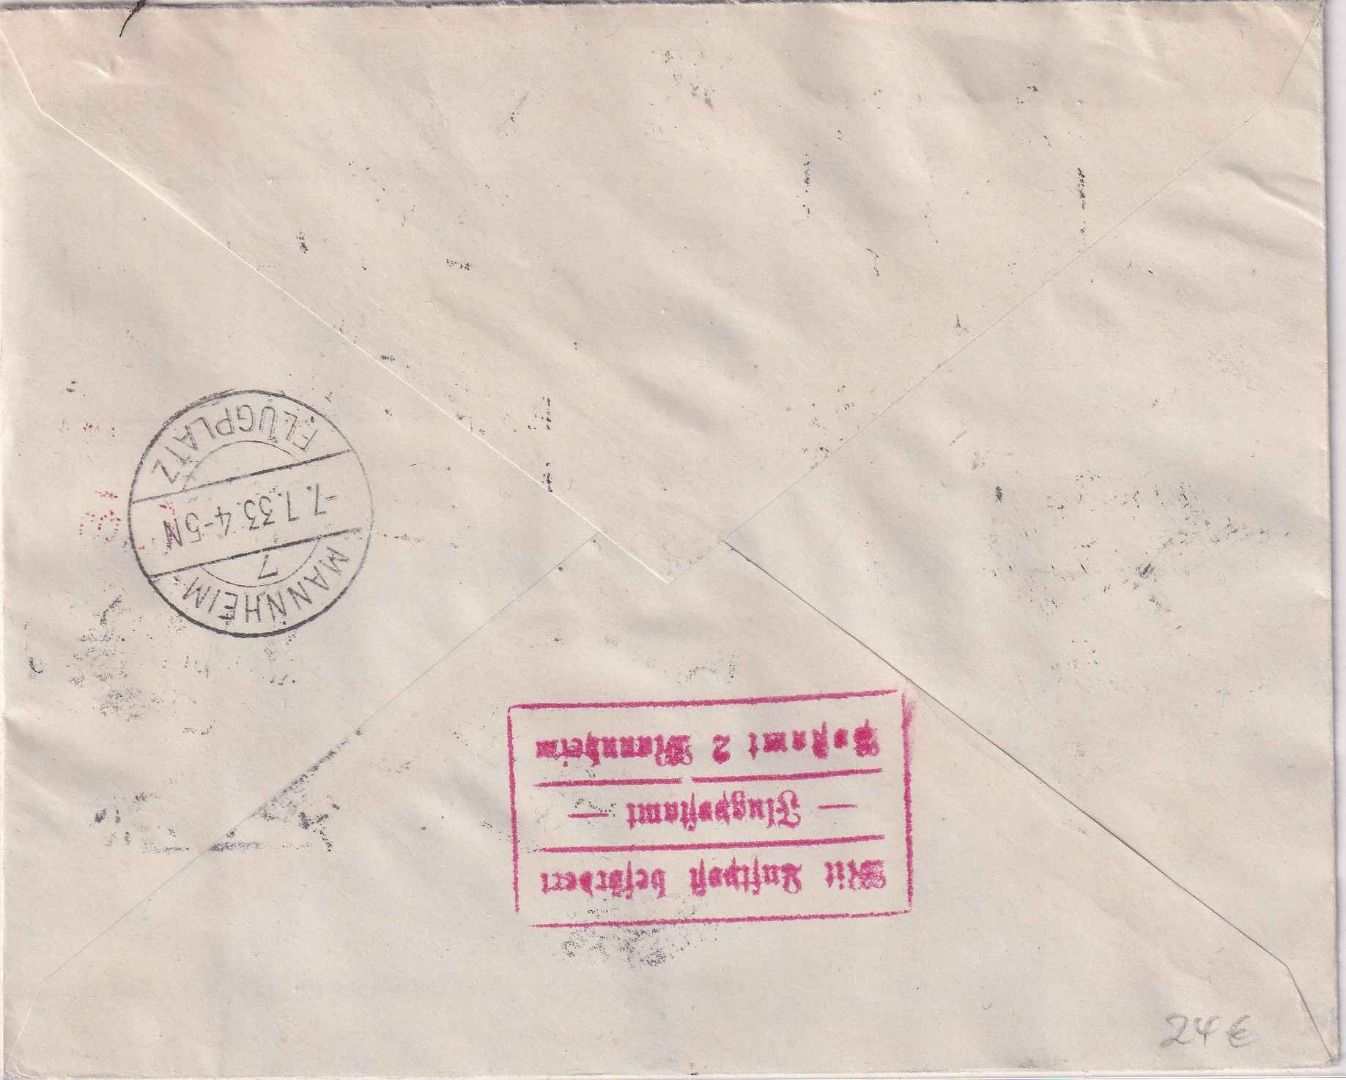 Mit Luftpost befördert
— Flugpostamt —
Postamt 2 Mannheim
MANNHEIM-
7
-7.7.33.4-5N
FLUGPLATZ
24 €